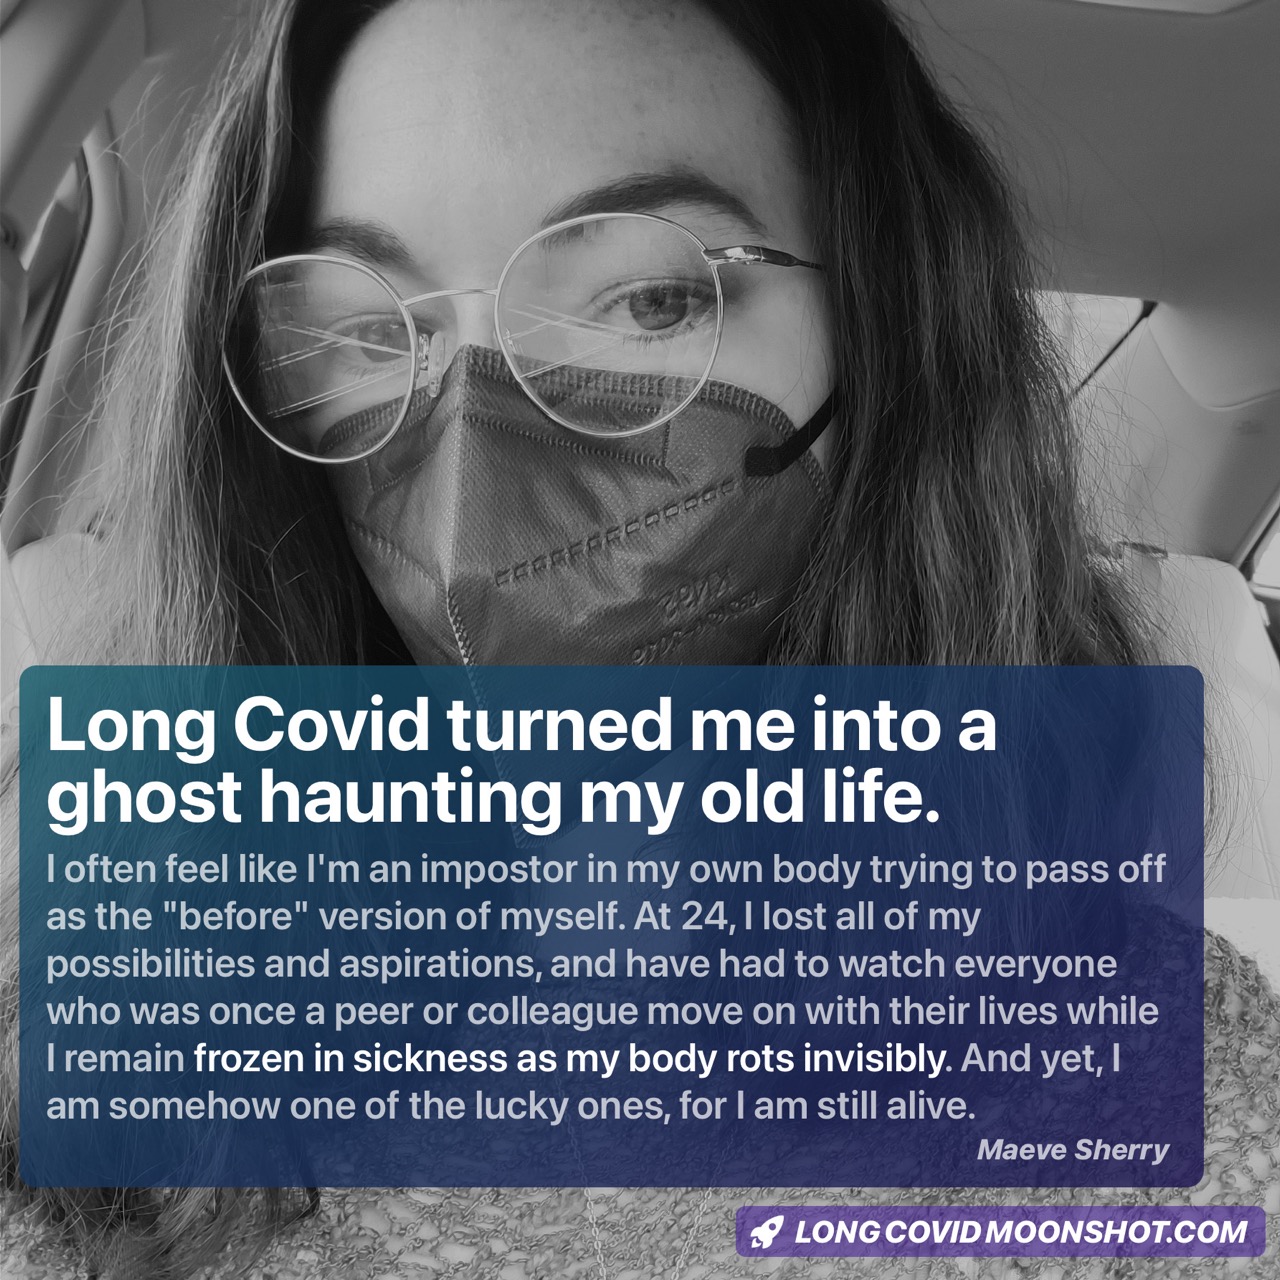 Long Covid turned me into a
ghost haunting my old life.
I often feel like I'm an impostor in my own body trying to pass off
as the "before" version of myself. At 24, I lost all of my
possibilities and aspirations, and have had to watch everyone
who was once a peer or colleague move on with their lives while
I remain frozen in sickness as my body rots invisibly. And yet, I
am somehow one of the lucky ones, for I am still alive.
Maeve Sherry
LONG COVID MOONSHOT.COM